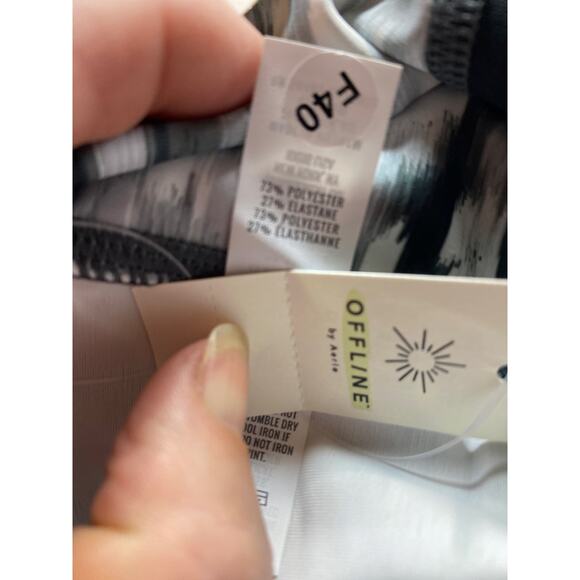 F40
73% POLYESTER
27% ELASTANE
73% POLYESTER
27% ÉLASTHANNE
OFFLINE
by Aerie
NOT
TUMBLE DRY
OOL IRON IF
DO NOT IRON
INT.